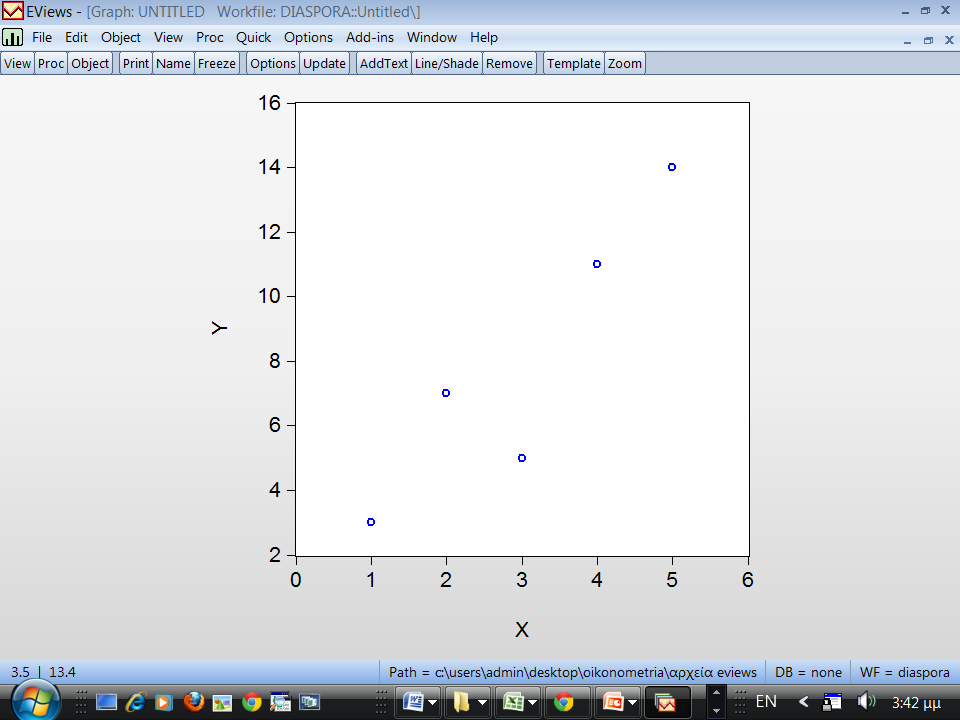 EViews - [Graph: UNTITLED   Workfile: DIASPORA::Untitled\]
File Edit Object View Proc Quick Options Add-ins Window Help
View Proc Object Print Name Freeze Options Update AddText Line/Shade Remove Template Zoom
16
14
12
10
8
6
4
2
Y
0 1 2 3 4 5 6
X
3.5 | 13.4 Path = c:\users\admin\desktop\oikonometria\αρχεία eviews DB = none WF = diaspora
EN 3:42 μμ